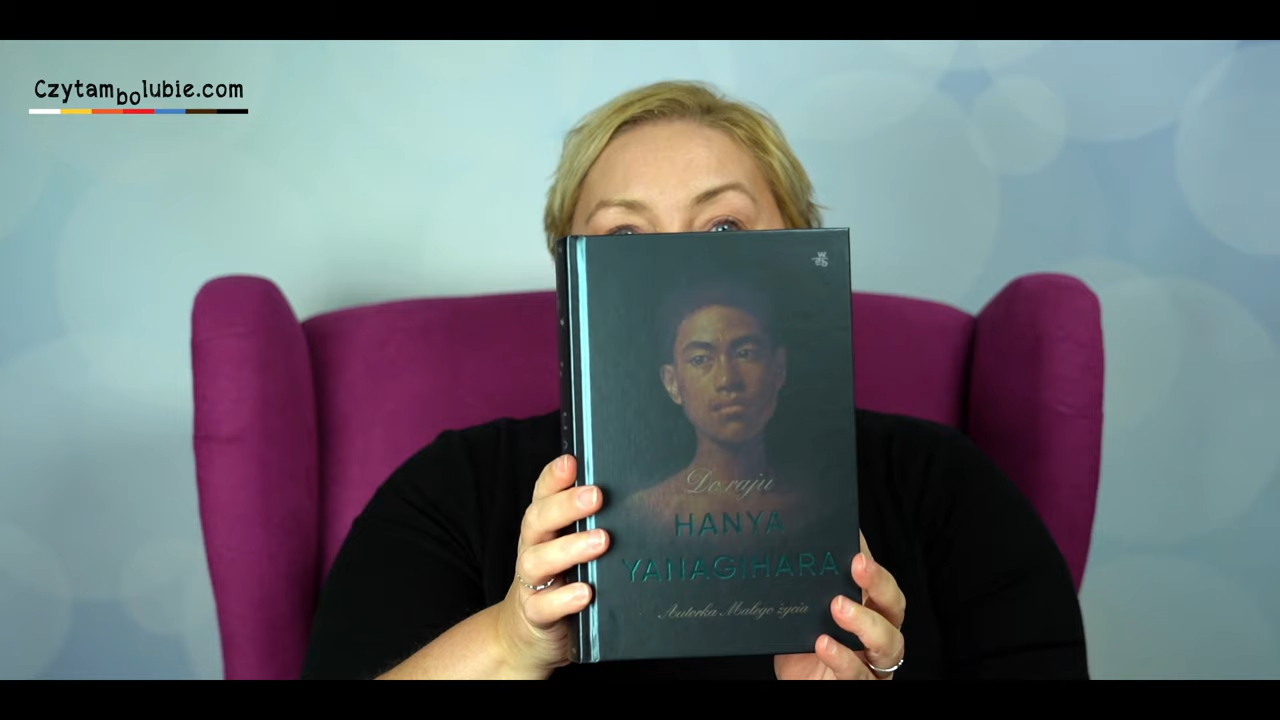 Czytambolubie.com
Do raju
HANYA
YANAGIHARA
Autorka Małego życia